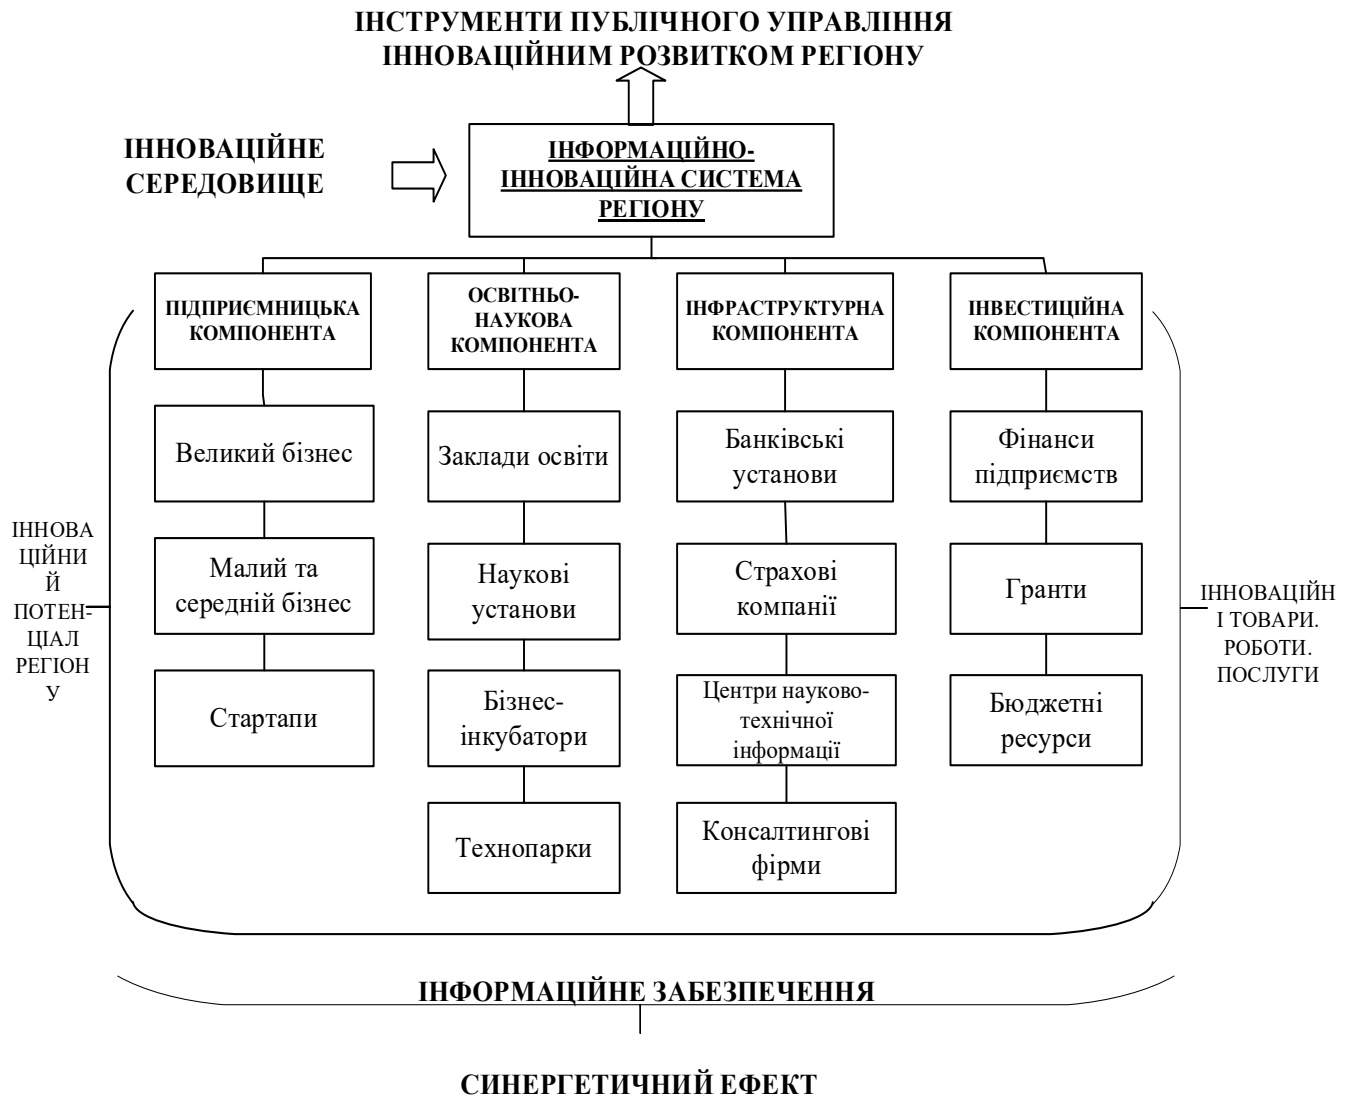 ІНСТРУМЕНТИ ПУБЛІЧНОГО УПРАВЛІННЯ
ІННОВАЦІЙНИМ РОЗВИТКОМ РЕГІОНУ
ІННОВАЦІЙНЕ
СЕРЕДОВИЩЕ
ІНФОРМАЦІЙНО-
ІННОВАЦІЙНА СИСТЕМА
РЕГІОНУ
ПІДПРИЄМНИЦЬКА
КОМПОНЕНТА
ОСВІТНЬО-
НАУКОВА
КОМПОНЕНТА
ІНФРАСТРУКТУРНА
КОМПОНЕНТА
ІНВЕСТИЦІЙНА
КОМПОНЕНТА
Великий бізнес
Малий та
середній бізнес
Стартапи
Заклади освіти
Наукові
установи
Бізнес-
інкубатори
Технопарки
Банківські
установи
Страхові
компанії
Центри науково-
технічної
інформації
Консалтингові
фірми
Фінанси
підприємств
Гранти
Бюджетні
ресурси
ІННОВА
ЦІЙНИ
Й
ПОТЕН-
ЦІАЛ
РЕГІОН
У
ІННОВАЦІЙН
І ТОВАРИ.
РОБОТИ.
ПОСЛУГИ
ІНФОРМАЦІЙНЕ ЗАБЕЗПЕЧЕННЯ
СИНЕРГЕТИЧНИЙ ЕФЕКТ